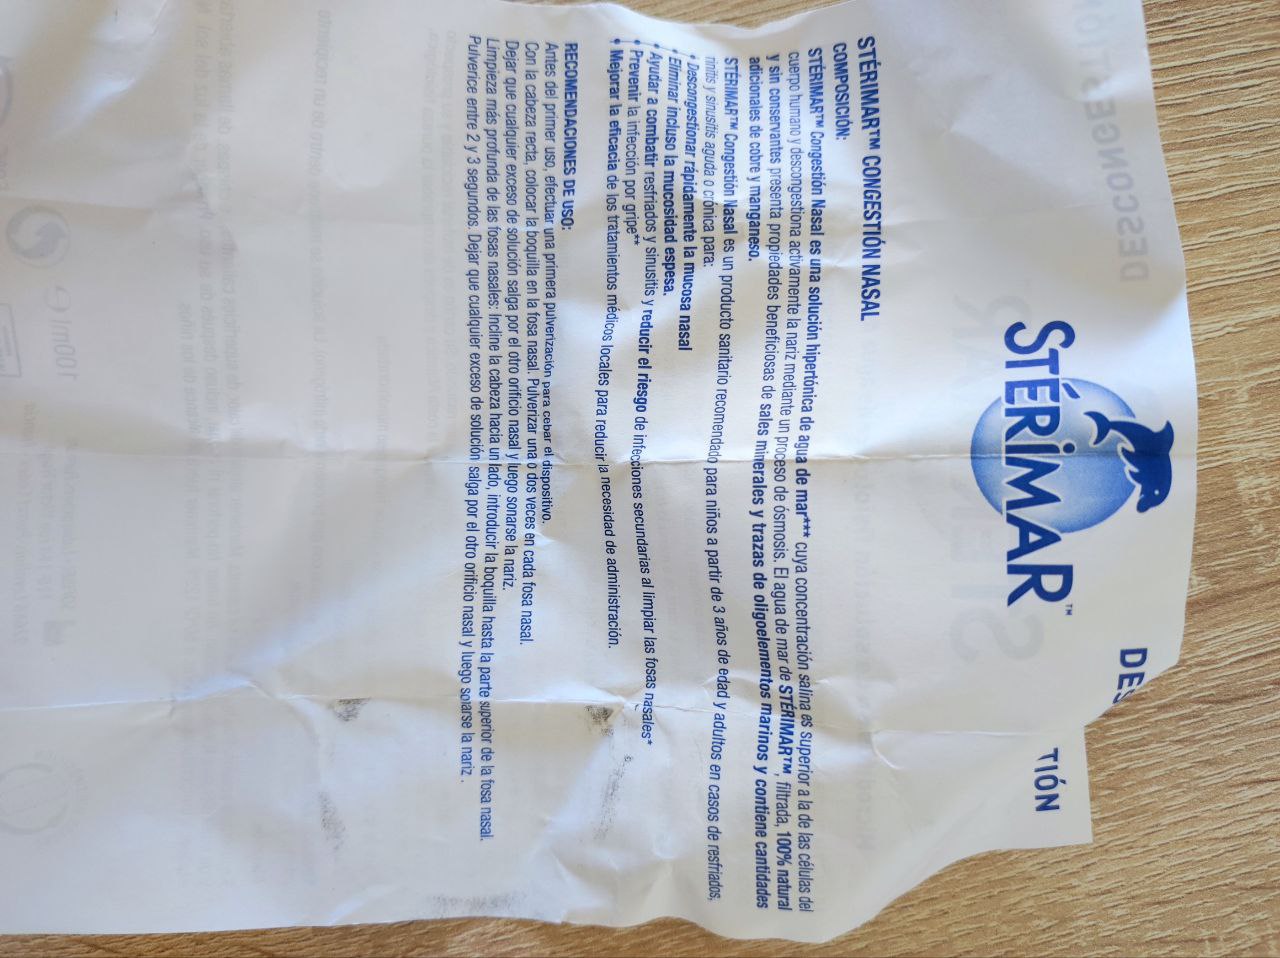 STÉRIMAR™
DES
TIÓN
STÉRIMAR™ CONGESTIÓN NASAL
COMPOSICIÓN:
STÉRIMAR™ Congestión Nasal es una solución hipertónica de agua de mar*** cuya concentración salina es superior a la de las células del
cuerpo humano y descongestiona activamente la nariz mediante un proceso de ósmosis. El agua de mar de STÉRIMAR™, filtrada, 100% natural
y sin conservantes presenta propiedades beneficiosas de sales minerales y trazas de oligoelementos marinos y contiene cantidades
adicionales de cobre y manganeso.
STÉRIMAR™ Congestión Nasal es un producto sanitario recomendado para niños a partir de 3 años de edad y adultos en casos de resfriados,
rinitis y sinusitis aguda o crónica para:
• Descongestionar rápidamente la mucosa nasal
• Eliminar incluso la mucosidad espesa.
• Ayudar a combatir resfriados y sinusitis y reducir el riesgo de infecciones secundarias al limpiar las fosas nasales*
• Prevenir la infección por gripe**
• Mejorar la eficacia de los tratamientos médicos locales para reducir la necesidad de administración.
RECOMENDACIONES DE USO:
Antes del primer uso, efectuar una primera pulverización para cebar el dispositivo.
Con la cabeza recta, colocar la boquilla en la fosa nasal. Pulverizar una o dos veces en cada fosa nasal.
Dejar que cualquier exceso de solución salga por el otro orificio nasal y luego sonarse la nariz.
Limpieza más profunda de las fosas nasales: Incline la cabeza hacia un lado, introducir la boquilla hasta la parte superior de la fosa nasal.
Pulverice entre 2 y 3 segundos. Dejar que cualquier exceso de solución salga por el otro orificio nasal y luego sonarse la nariz.